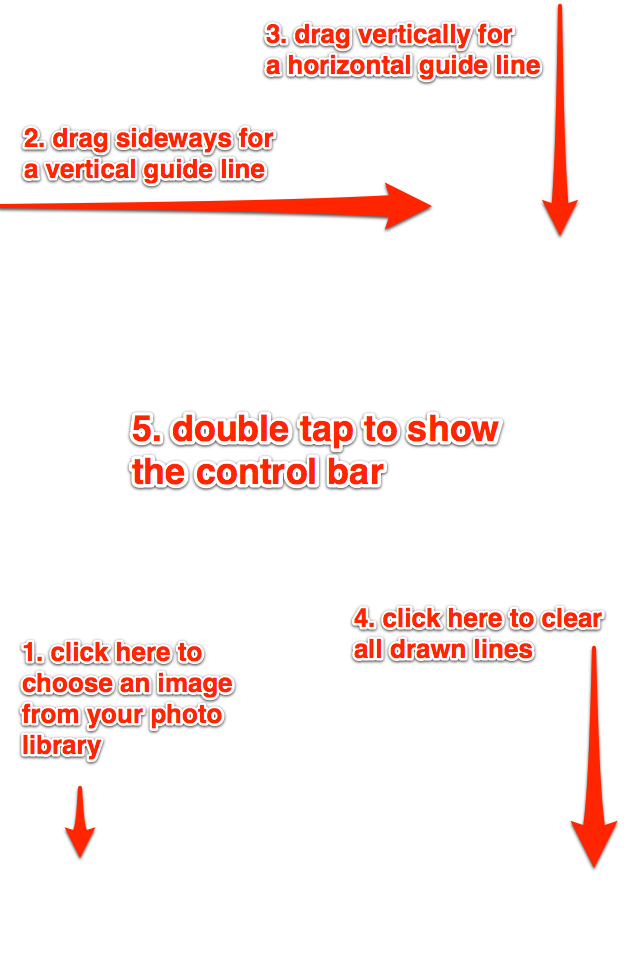 3. drag vertically for
a horizontal guide line
2. drag sideways for
a vertical guide line
5. double tap to show
the control bar
4. click here to clear
all drawn lines
1. click here to
choose an image
from your photo
library